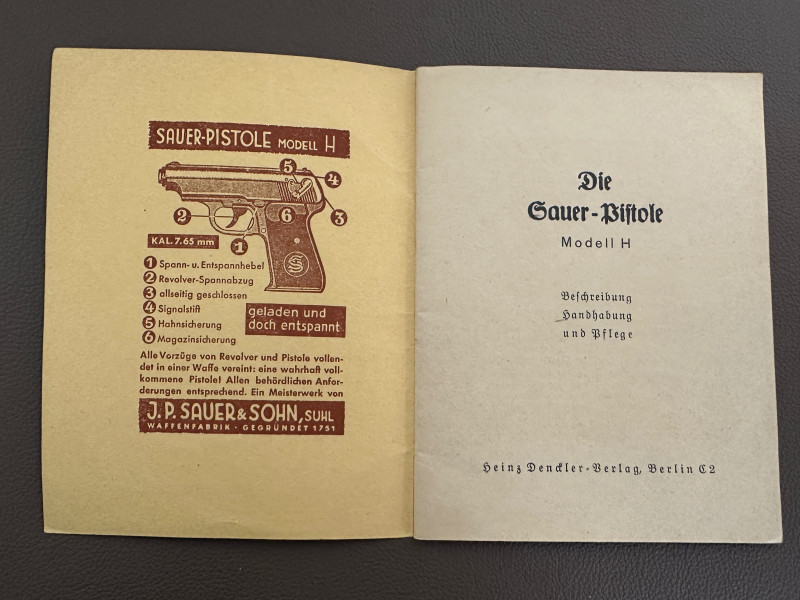 SAUER-PISTOLE MODELL H
5
4
2
6
3
1
KAL. 7.65 mm
S
1 Spann- u. Entspannhebel
2 Revolver-Spannabzug
3 allseitig geschlossen
4 Signalstift
5 Hahnsicherung
6 Magazinsicherung
geladen und
doch entspannt
Alle Vorzüge von Revolver und Pistole vollen-
det in einer Waffe vereint: eine wahrhaft voll-
kommene Pistole! Allen behördlichen Anfor-
derungen entsprechend. Ein Meisterwerk von
J.P. SAUER & SOHN, SUHL
WAFFENFABRIK · GEGRÜNDET 1751
Die
Sauer-Pistole
Modell H
Beschreibung
Handhabung
und Pflege
Heinz Denckler-Verlag, Berlin C2